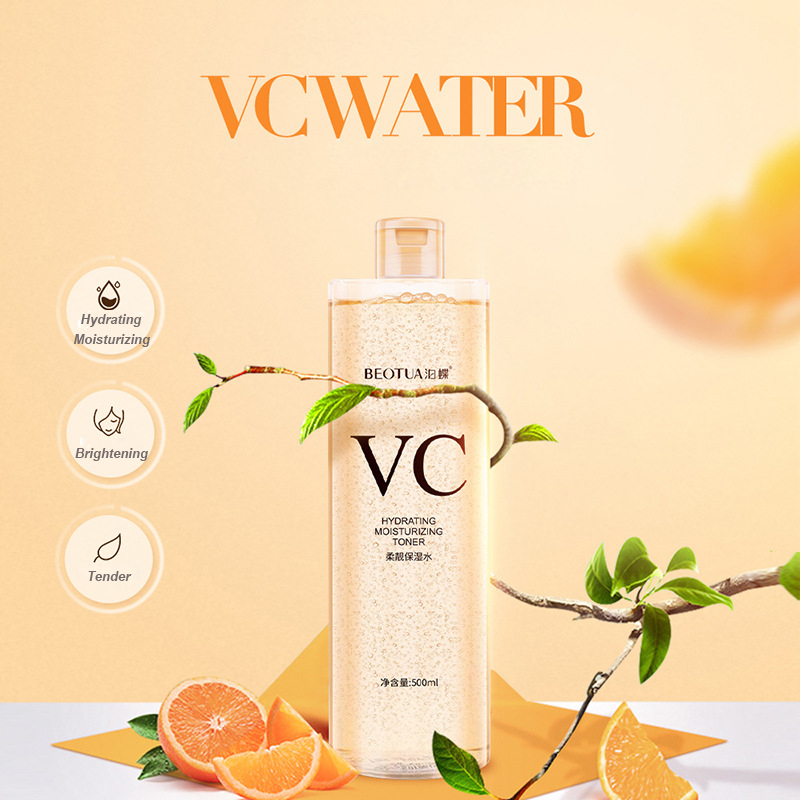 VCWATER
Hydrating
Moisturizing
Brightening
Tender
BEOTUA泊蝶®
VC
HYDRATING
MOISTURIZING
TONER
柔靓保湿水
净含量:500ml